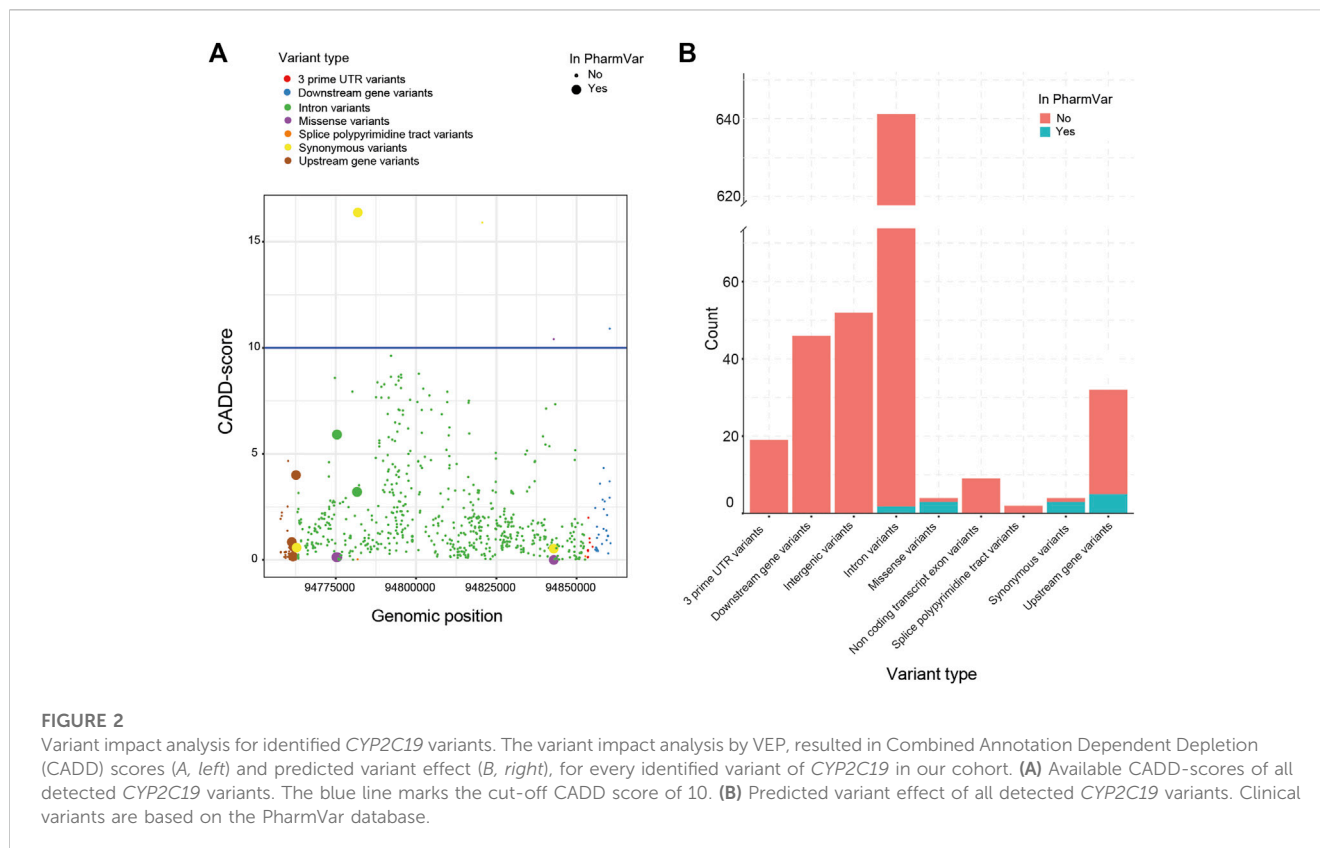 A
Variant type
3 prime UTR variants
Downstream gene variants
Intron variants
Missense variants
Splice polypyrimidine tract variants
Synonymous variants
Upstream gene variants
In PharmVar
No
Yes
15
10
5
0
CADD-score
94775000 94800000 94825000 94850000
Genomic position
B
In PharmVar
No
Yes
640
620
60
40
20
0
Count
3 prime UTR variants
Downstream gene variants
Intergenic variants
Intron variants
Missense variants
Non coding transcript exon variants
Splice polypyrimidine tract variants
Synonymous variants
Upstream gene variants
Variant type
FIGURE 2
Variant impact analysis for identified CYP2C19 variants. The variant impact analysis by VEP, resulted in Combined Annotation Dependent Depletion
(CADD) scores (A, left) and predicted variant effect (B, right), for every identified variant of CYP2C19 in our cohort. (A) Available CADD-scores of all
detected CYP2C19 variants. The blue line marks the cut-off CADD score of 10. (B) Predicted variant effect of all detected CYP2C19 variants. Clinical
variants are based on the PharmVar database.